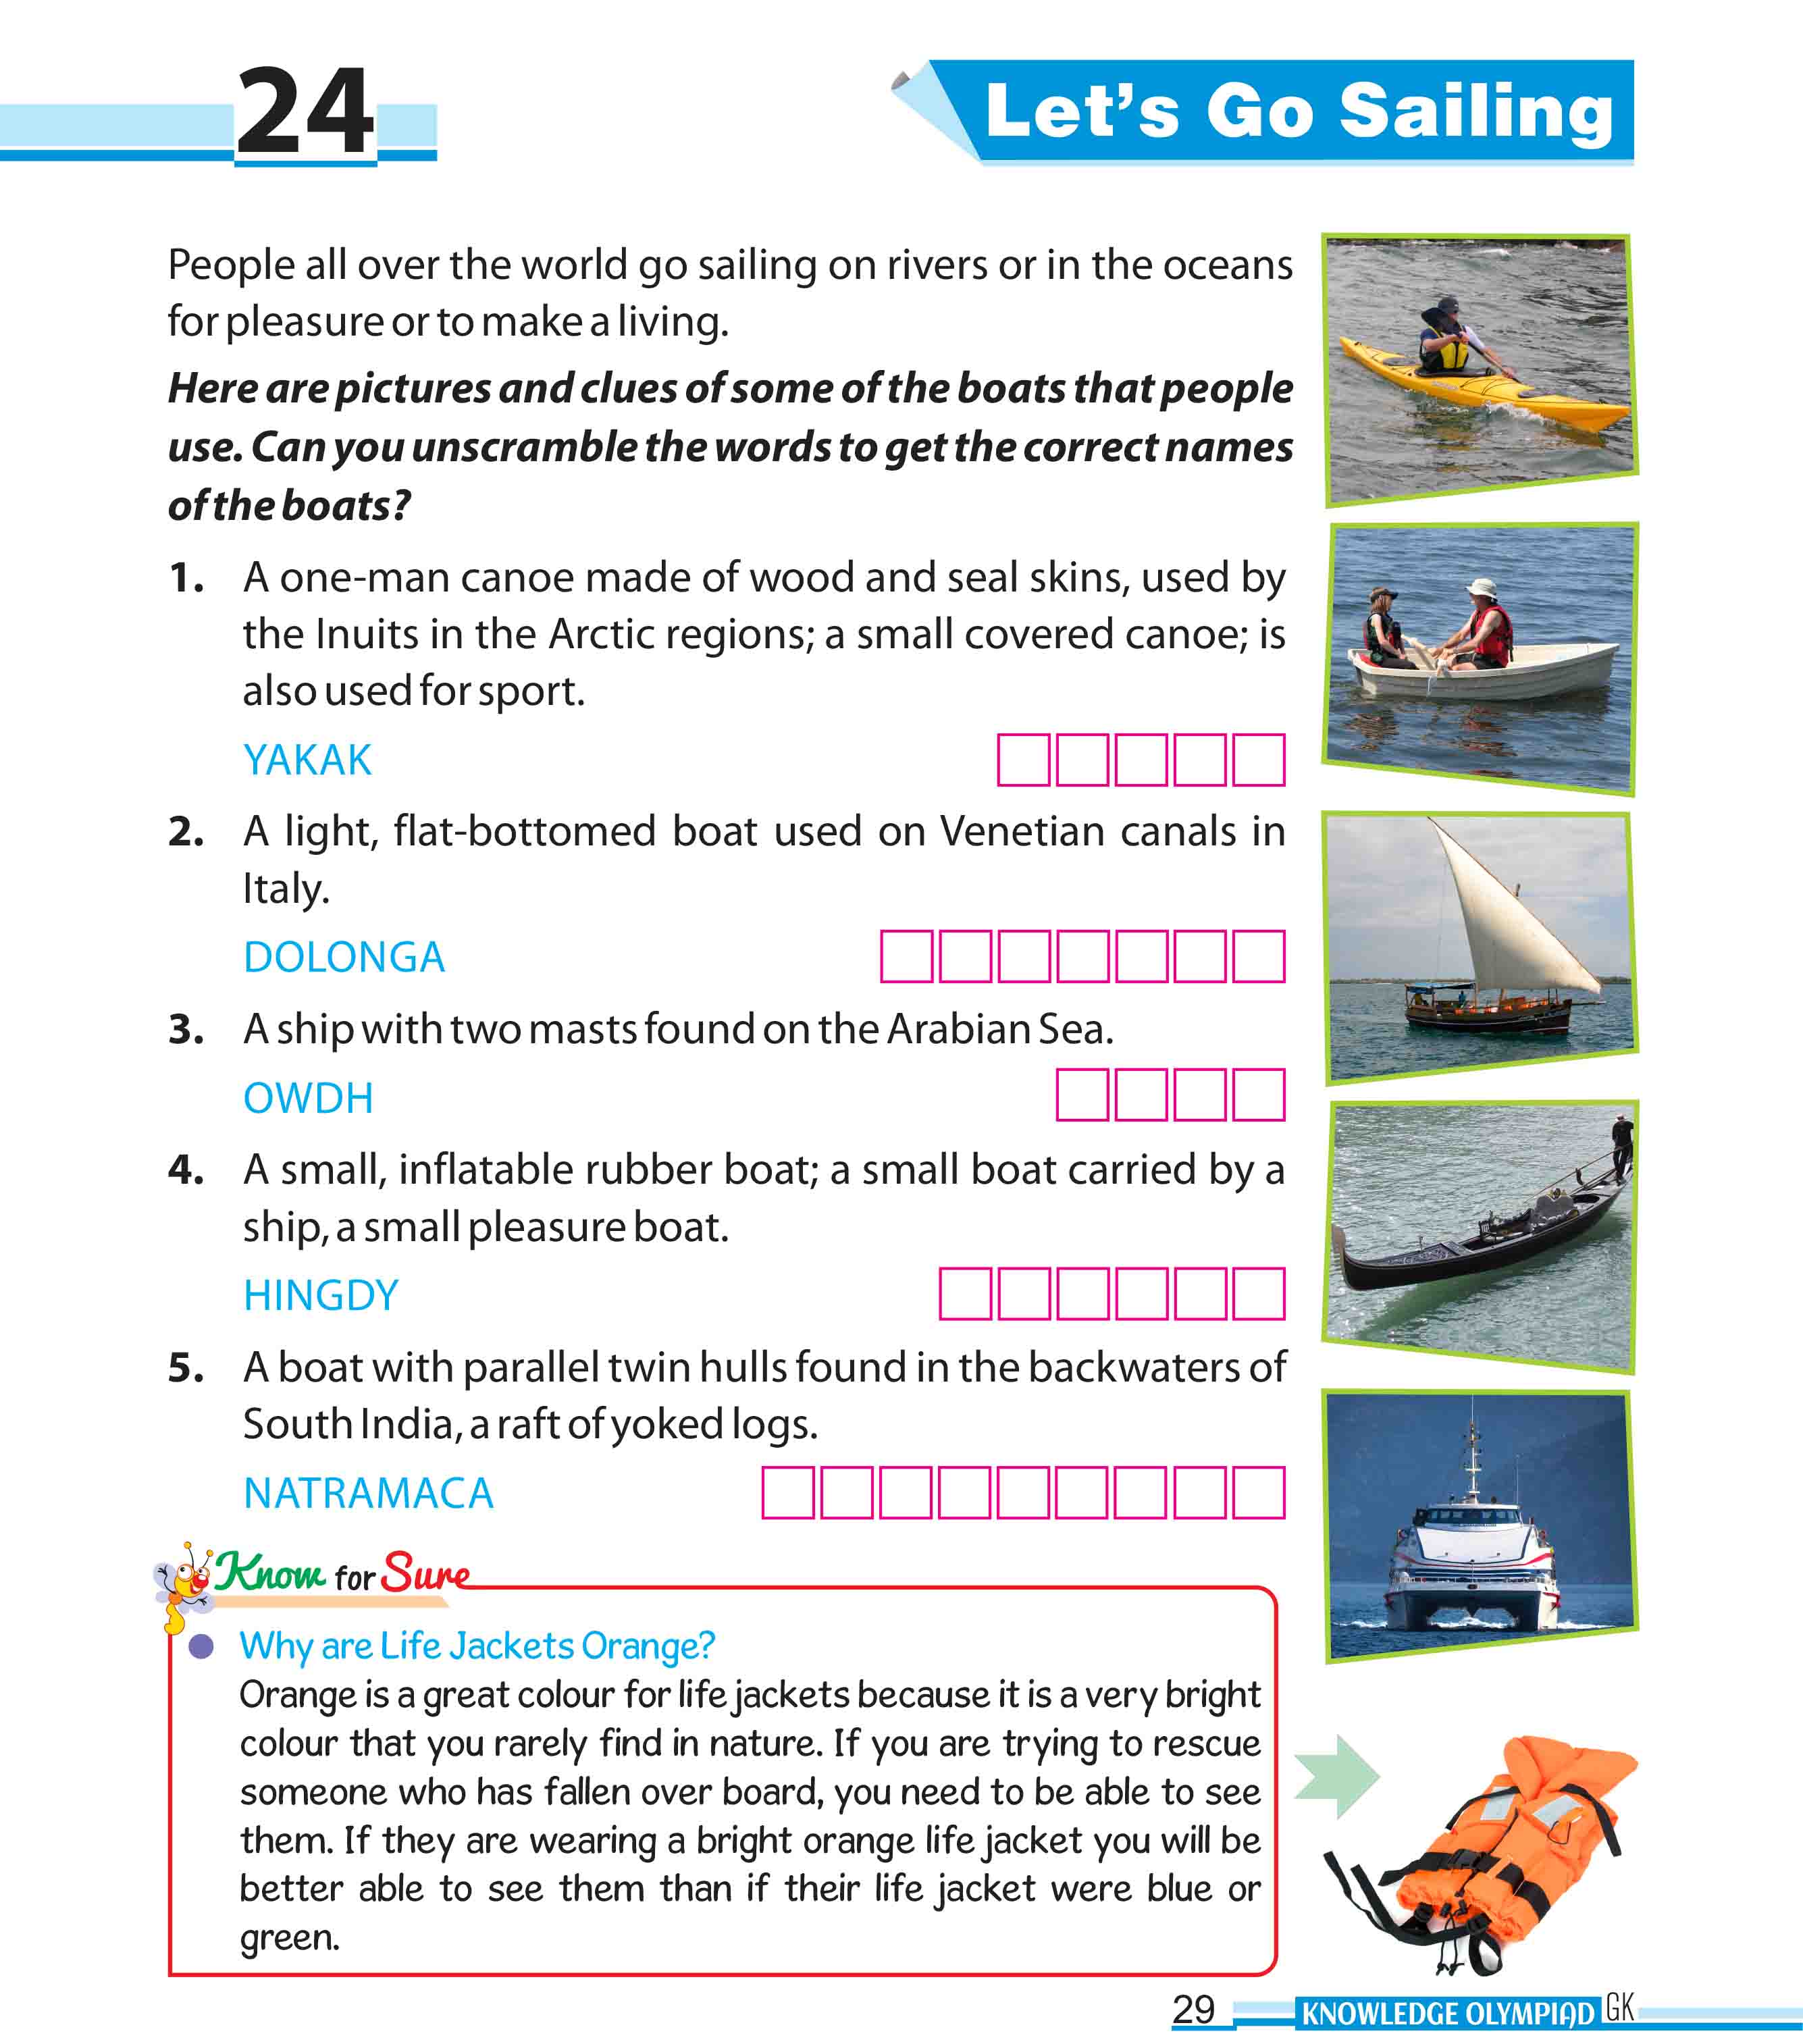 24
Let's Go Sailing
People all over the world go sailing on rivers or in the oceans
for pleasure or to make a living.
Here are pictures and clues of some of the boats that people
use. Can you unscramble the words to get the correct names
of the boats?
1. A one-man canoe made of wood and seal skins, used by
the Inuits in the Arctic regions; a small covered canoe; is
also used for sport.
YAKAK
2. A light, flat-bottomed boat used on Venetian canals in
Italy.
DOLONGA
3. A ship with two masts found on the Arabian Sea.
OWDH
4. A small, inflatable rubber boat; a small boat carried by a
ship, a small pleasure boat.
HINGDY
5. A boat with parallel twin hulls found in the backwaters of
South India, a raft of yoked logs.
NATRAMACA
Know for Sure
● Why are Life Jackets Orange?
Orange is a great colour for life jackets because it is a very bright
colour that you rarely find in nature. If you are trying to rescue
someone who has fallen over board, you need to be able to see
them. If they are wearing a bright orange life jacket you will be
better able to see them than if their life jacket were blue or
green.
29 KNOWLEDGE OLYMPIAD GK